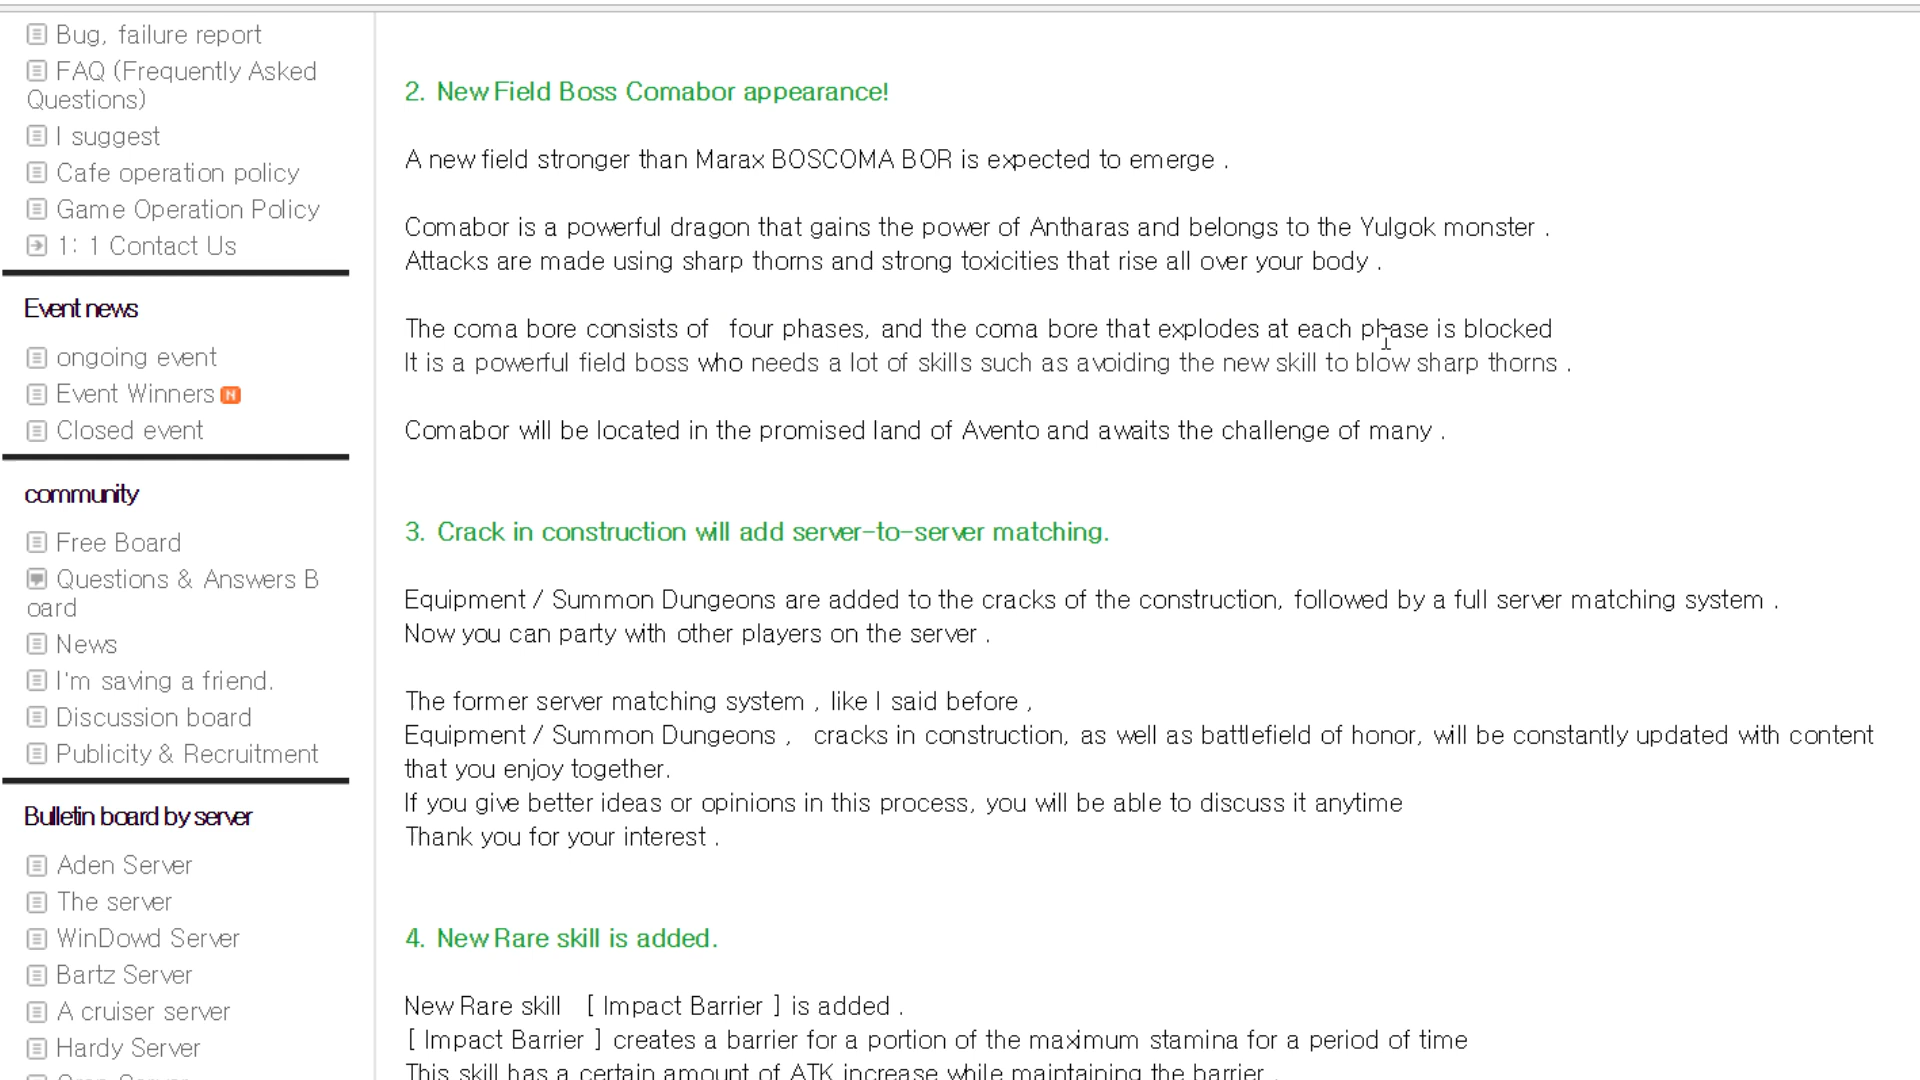 Bug, failure report
FAQ (Frequently Asked
Questions)
I suggest
Cafe operation policy
Game Operation Policy
1: 1 Contact Us
Event news
ongoing event
Event Winners N
Closed event
community
Free Board
Questions & Answers B
oard
News
I'm saving a friend.
Discussion board
Publicity & Recruitment
Bulletin board by server
Aden Server
The server
WinDowd Server
Bartz Server
A cruiser server
Hardy Server
2. New Field Boss Comabor appearance!
A new field stronger than Marax BOSCOMA BOR is expected to emerge .
Comabor is a powerful dragon that gains the power of Antharas and belongs to the Yulgok monster .
Attacks are made using sharp thorns and strong toxicities that rise all over your body .
The coma bore consists of four phases, and the coma bore that explodes at each phase is blocked
It is a powerful field boss who needs a lot of skills such as avoiding the new skill to blow sharp thorns .
Comabor will be located in the promised land of Avento and awaits the challenge of many .
3. Crack in construction will add server-to-server matching.
Equipment / Summon Dungeons are added to the cracks of the construction, followed by a full server matching system .
Now you can party with other players on the server .
The former server matching system , like I said before ,
Equipment / Summon Dungeons , cracks in construction, as well as battlefield of honor, will be constantly updated with content
that you enjoy together.
If you give better ideas or opinions in this process, you will be able to discuss it anytime
Thank you for your interest .
4. New Rare skill is added.
New Rare skill [ Impact Barrier ] is added .
[ Impact Barrier ] creates a barrier for a portion of the maximum stamina for a period of time
This skill has a certain amount of ATK increase while maintaining the barrier .